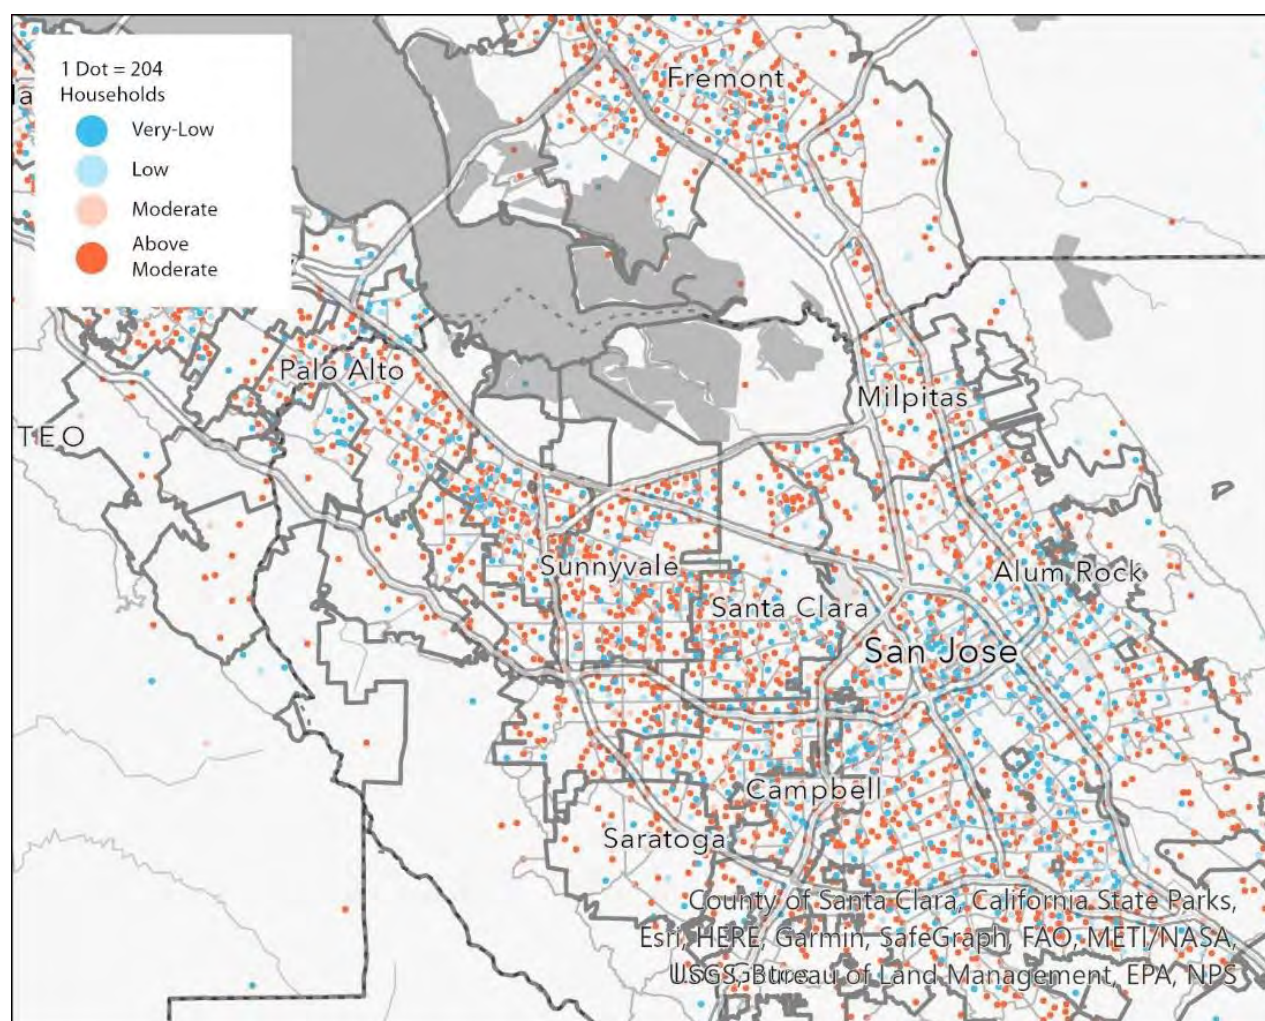 1 Dot = 204
Households
Very-Low
Low
Moderate
Above
Moderate
Fremont
Palo Alto
Milpitas
TEO
Sunnyvale
Alum Rock
Santa Clara
San Jose
Campbell
Saratoga
County of Santa Clara, California State Parks,
Esri, HERE, Garmin, SafeGraph, FAO, METI/NASA,
USGS, Bureau of Land Management, EPA, NPS